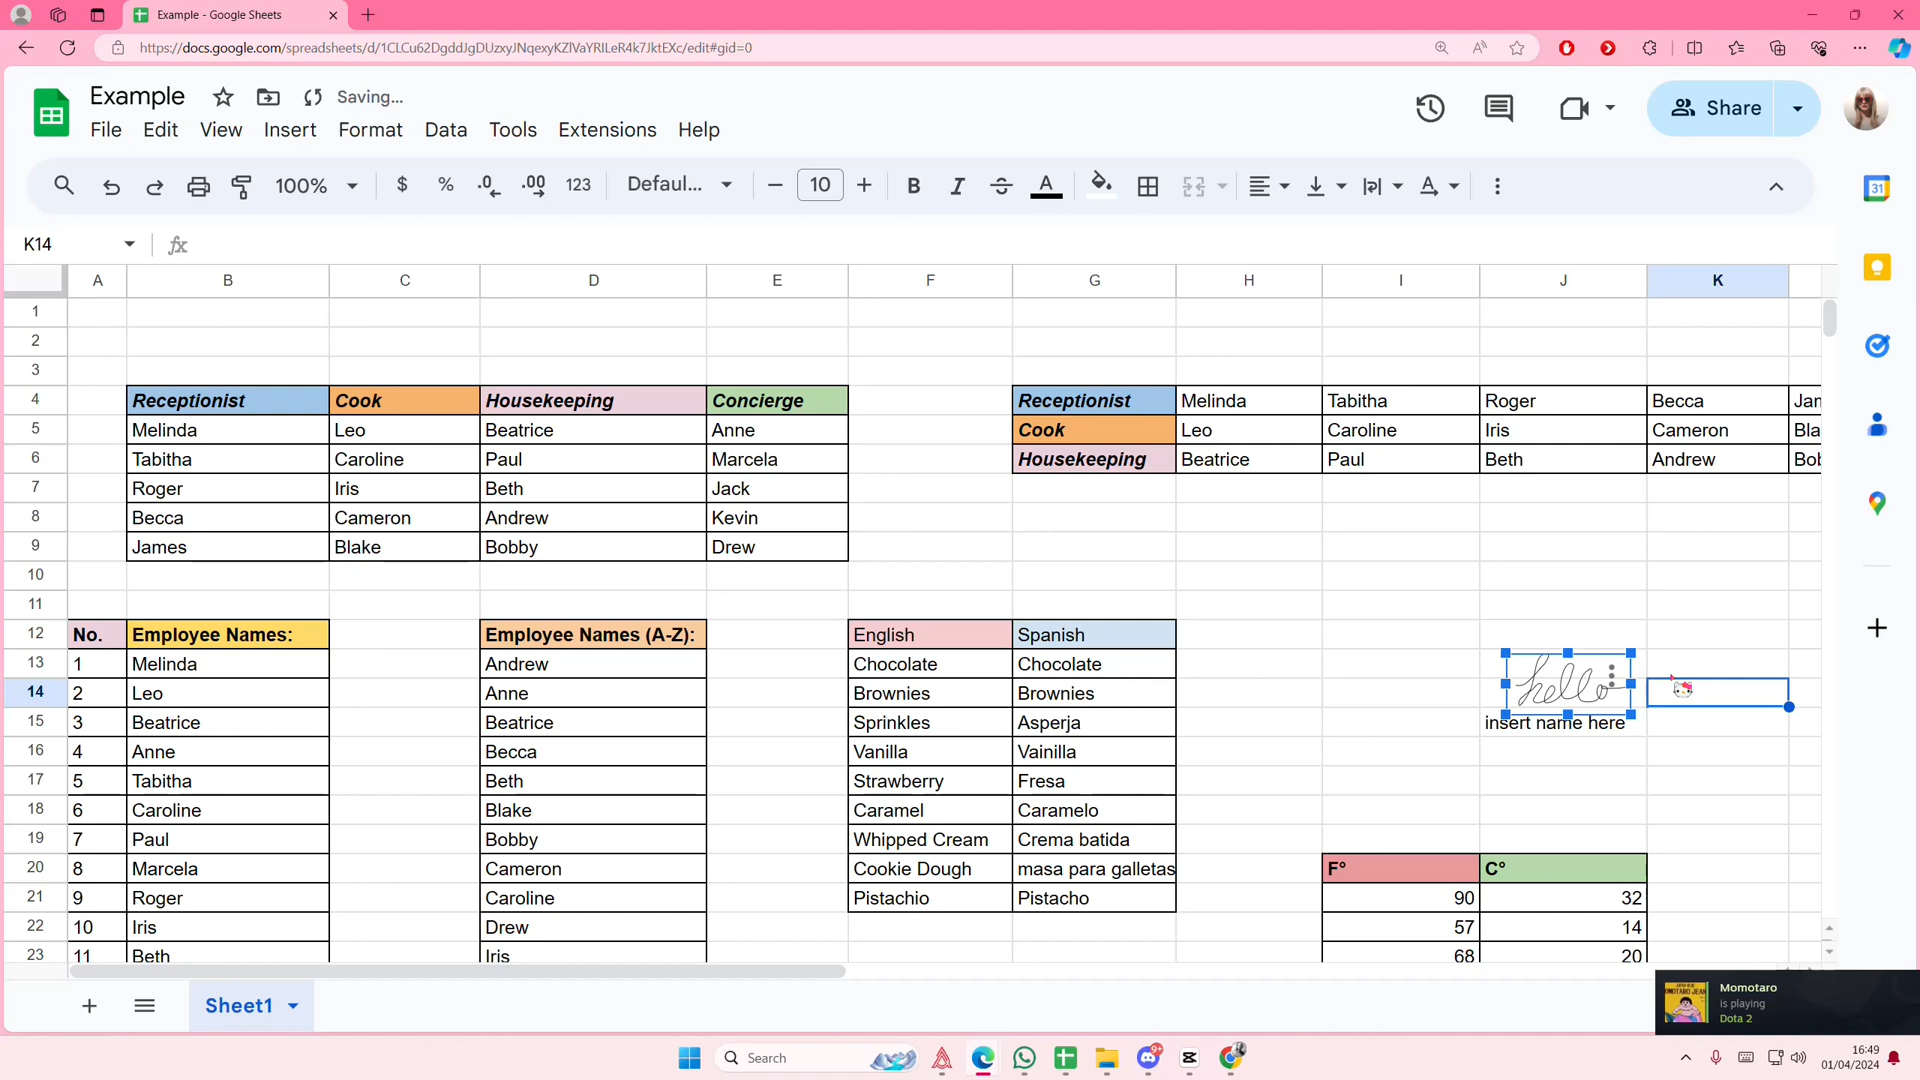 Example - Google Sheets
https://docs.google.com/spreadsheets/d/1CLCu62DgddJgDUzxyJNqexyKZlVaYRILeR4k7JktEXc/edit#gid=0
Example
Saving...
File Edit View Insert Format Data Tools Extensions Help
Share
100% $ % .0 .00 123 Defaul... 10 B I S A
31
K14 fx
A B C D E F G H I J K
1
2
3
4 Receptionist Cook Housekeeping Concierge Receptionist Melinda Tabitha Roger Becca Jam
5 Melinda Leo Beatrice Anne Cook Leo Caroline Iris Cameron Bla
6 Tabitha Caroline Paul Marcela Housekeeping Beatrice Paul Beth Andrew Bob
7 Roger Iris Beth Jack
8 Becca Cameron Andrew Kevin
9 James Blake Bobby Drew
10
11
12 No. Employee Names: Employee Names (A-Z): English Spanish
13 1 Melinda Andrew Chocolate Chocolate
hello
14 2 Leo Anne Brownies Brownies
15 3 Beatrice Beatrice Sprinkles Asperja insert name here
16 4 Anne Becca Vanilla Vainilla
17 5 Tabitha Beth Strawberry Fresa
18 6 Caroline Blake Caramel Caramelo
19 7 Paul Bobby Whipped Cream Crema batida
20 8 Marcela Cameron Cookie Dough masa para galletas F° C°
21 9 Roger Caroline Pistachio Pistacho 90 32
22 10 Iris Drew 57 14
23 11 Beth Iris 68 20
Sheet1
Momotaro
is playing
Dota 2
Search
9+
16:49
01/04/2024